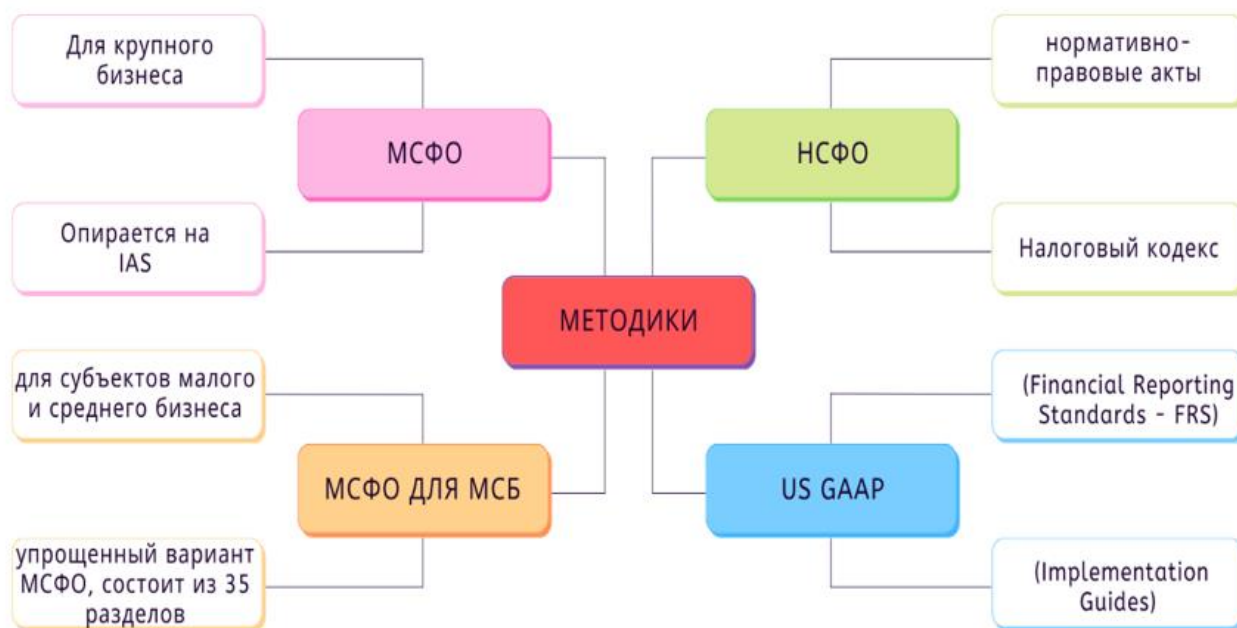 Для крупного
бизнеса
МСФО
Опирается на
IAS
нормативно-
правовые акты
НСФО
Налоговый кодекс
МЕТОДИКИ
для субъектов малого
и среднего бизнеса
МСФО ДЛЯ МСБ
упрощенный вариант
МСФО, состоит из 35
разделов
(Financial Reporting
Standards - FRS)
US GAAP
(Implementation
Guides)